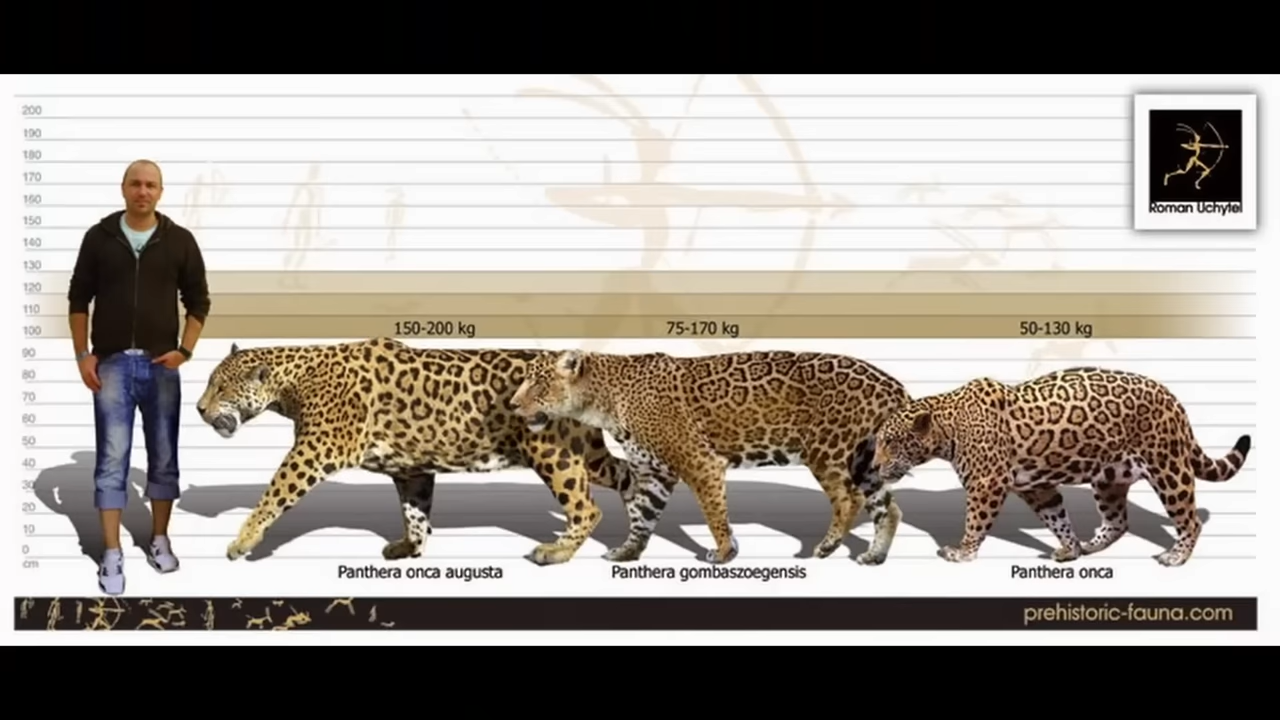 200
190
180
170
160
150
140
130
120
110
100
90
80
70
60
50
40
30
20
10
0
cm
Roman Uchytel
150-200 kg
75-170 kg
50-130 kg
Panthera onca augusta
Panthera gombaszoegensis
Panthera onca
prehistoric-fauna.com